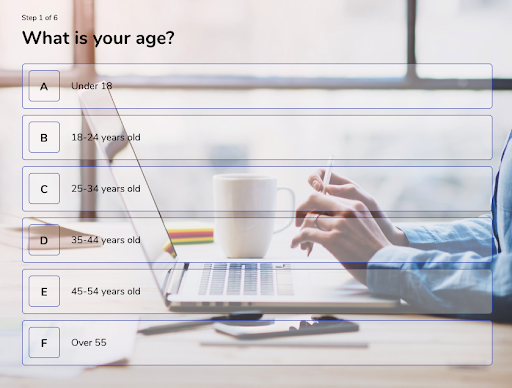 Step 1 of 6
What is your age?
A Under 18
B 18-24 years old
C 25-34 years old
D 35-44 years old
E 45-54 years old
F Over 55